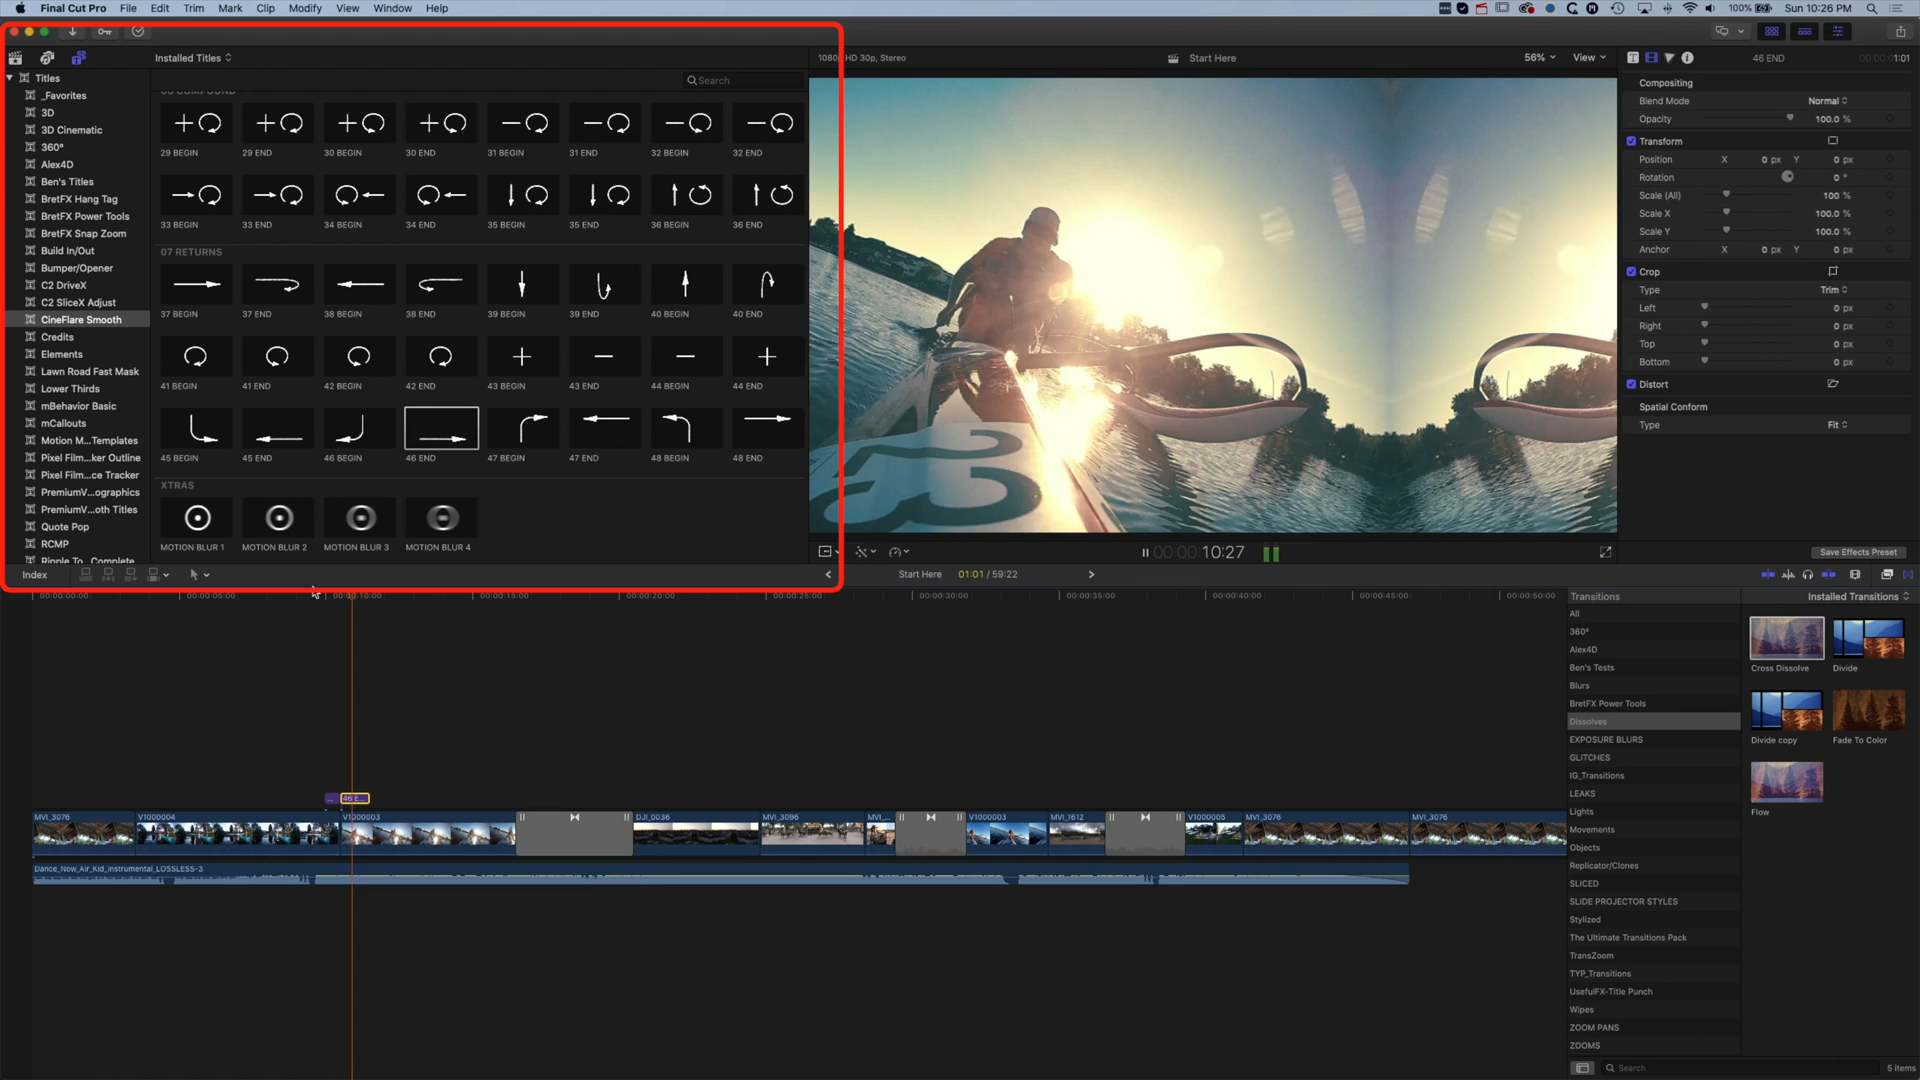 Final Cut Pro File Edit Trim Mark Clip Modify View Window Help
100% Sun 10:26 PM
Installed Titles
Search
Titles
_Favorites
3D
3D Cinematic
360°
Alex4D
Ben's Titles
BretFX Hang Tag
BretFX Power Tools
BretFX Snap Zoom
Build In/Out
Bumper/Opener
C2 DriveX
C2 SliceX Adjust
CineFlare Smooth
Credits
Elements
Lawn Road Fast Mask
Lower Thirds
mBehavior Basic
mCallouts
Motion M...Templates
Pixel Film...ker Outline
Pixel Film...ce Tracker
PremiumV...ographics
PremiumV...oth Titles
Quote Pop
RCMP
Ripple To...Complete
06 COMPOUND
29 BEGIN 29 END 30 BEGIN 30 END 31 BEGIN 31 END 32 BEGIN 32 END
33 BEGIN 33 END 34 BEGIN 34 END 35 BEGIN 35 END 36 BEGIN 36 END
07 RETURNS
37 BEGIN 37 END 38 BEGIN 38 END 39 BEGIN 39 END 40 BEGIN 40 END
41 BEGIN 41 END 42 BEGIN 42 END 43 BEGIN 43 END 44 BEGIN 44 END
45 BEGIN 45 END 46 BEGIN 46 END 47 BEGIN 47 END 48 BEGIN 48 END
XTRAS
MOTION BLUR 1 MOTION BLUR 2 MOTION BLUR 3 MOTION BLUR 4
HD 30p, Stereo Start Here 56% View
23
00:00:10:27
46 END 1:01
Compositing
Blend Mode Normal
Opacity 100.0 %
Transform
Position X 0 px Y 0 px
Rotation 0 °
Scale (All) 100 %
Scale X 100.0 %
Scale Y 100.0 %
Anchor X 0 px Y 0 px
Crop
Type Trim
Left 0 px
Right 0 px
Top 0 px
Bottom 0 px
Distort
Spatial Conform
Type Fit
Save Effects Preset
Index Start Here 01:01 / 59:22
00:00:00:00 00:00:05:00 00:00:10:00 00:00:15:00 00:00:20:00 00:00:25:00 00:00:30:00 00:00:35:00 00:00:40:00 00:00:45:00 00:00:50:00
... 46 E...
MVI_3076 V1000004 V1000003 DJI_0036 MVI_3096 MVI_... V1000003 MVI_1612 V1000005 MVI_3076 MVI_3076
Dance_Now_Air_Kid_Instrumental_LOSSLESS-3
Transitions Installed Transitions
All
360°
Alex4D
Ben's Tests
Blurs
BretFX Power Tools
Dissolves
EXPOSURE BLURS
GLITCHES
IG_Transitions
LEAKS
Lights
Movements
Objects
Replicator/Clones
SLICED
SLIDE PROJECTOR STYLES
Stylized
The Ultimate Transitions Pack
TransZoom
TYP_Transitions
UsefulFX-Title Punch
Wipes
ZOOM PANS
ZOOMS
Cross Dissolve Divide
Divide copy Fade To Color
Flow
Search 5 items